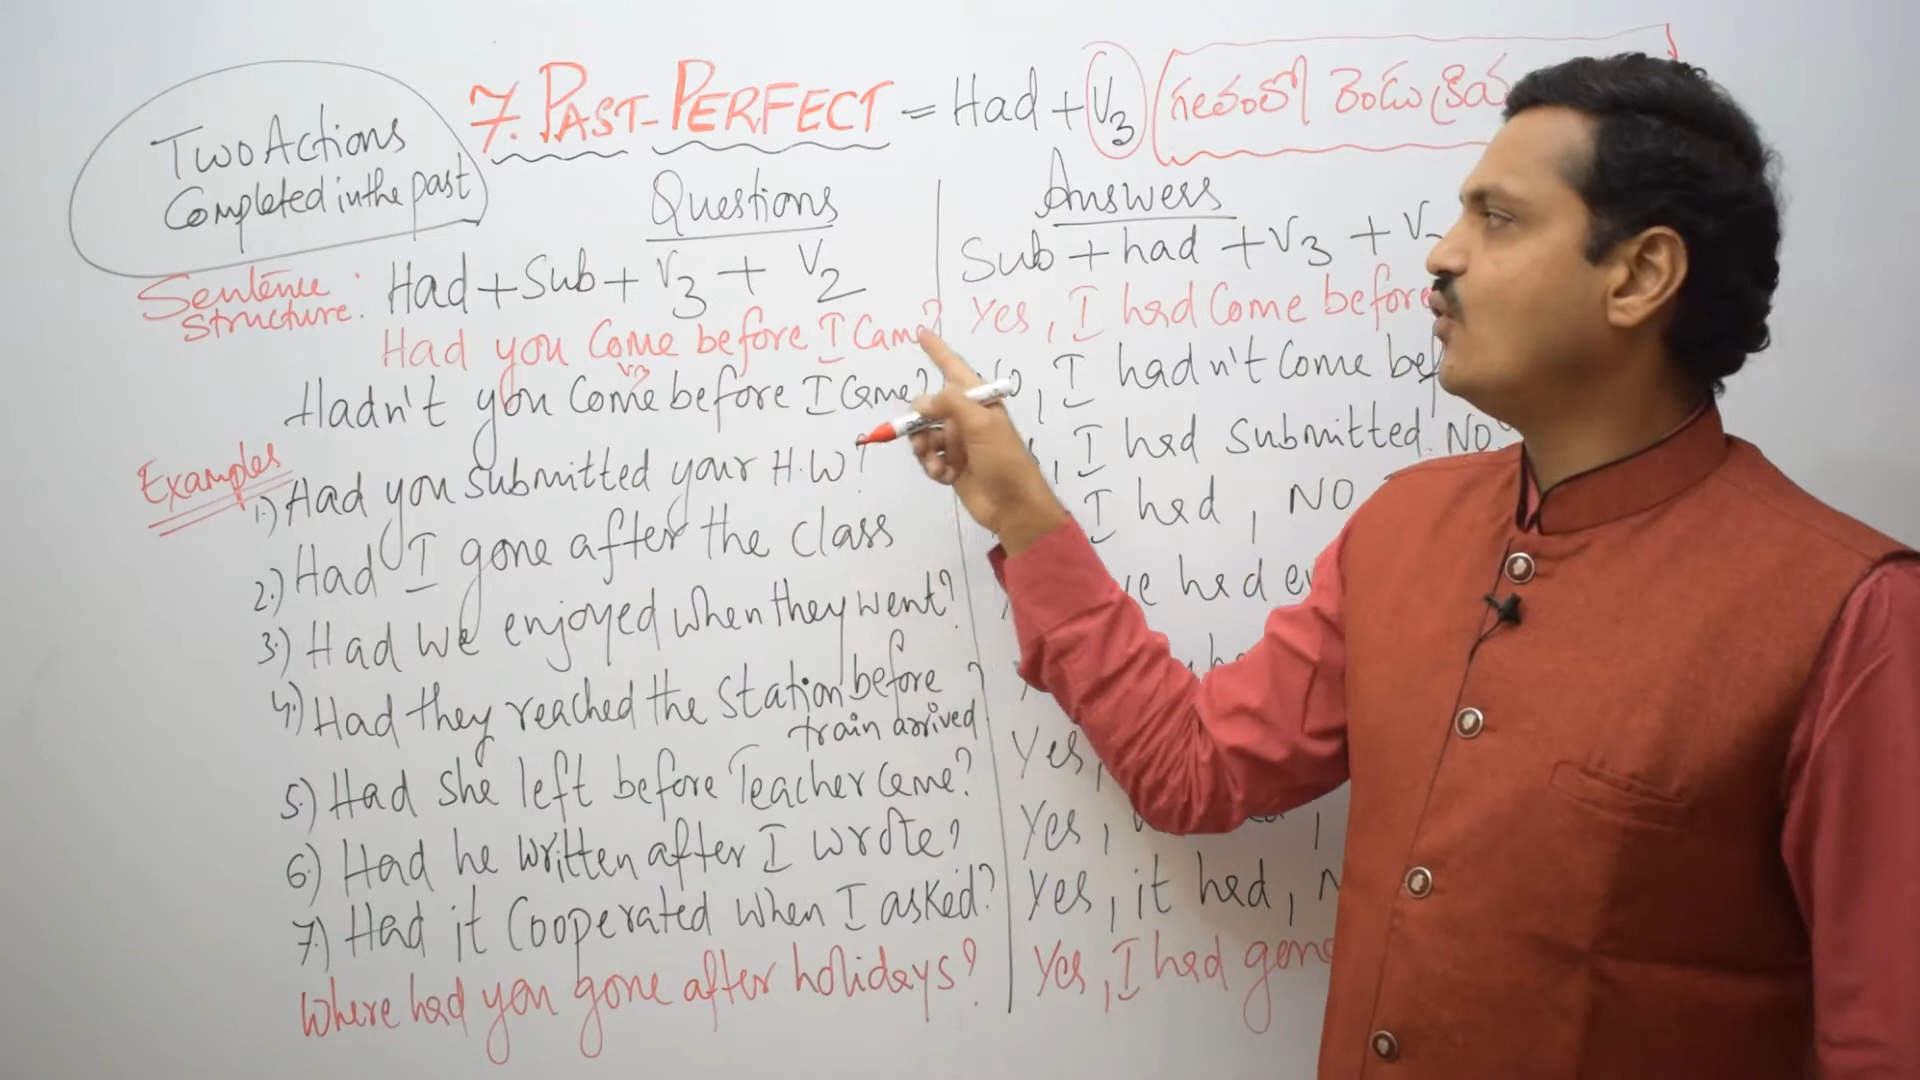 7. PAST-PERFECT = Had + V3 (గతంలో రెండు క్రియ
Two Actions
Completed in the past
Questions
Sentence Structure: Had + Sub + V3 + V2
Had you Come before I Came?
V3
Hadn't you Come before I Came?
Examples
1.) Had you submitted your H.W?
2.) Had I gone after the class
3.) Had we enjoyed when they went?
4.) Had they reached the Station before train arrived ?
5.) Had she left before Teacher Came?
6.) Had he written after I wrote?
7.) Had it Cooperated when I asked?
Where had you gone after holidays?
Answers
Sub + had + V3 + V
Yes, I had Come before
, I hadn't Come bef
, I had submitted. NO
I had, NO
had
Yes,
Yes,
Yes, it had, N
Yes, I had gone